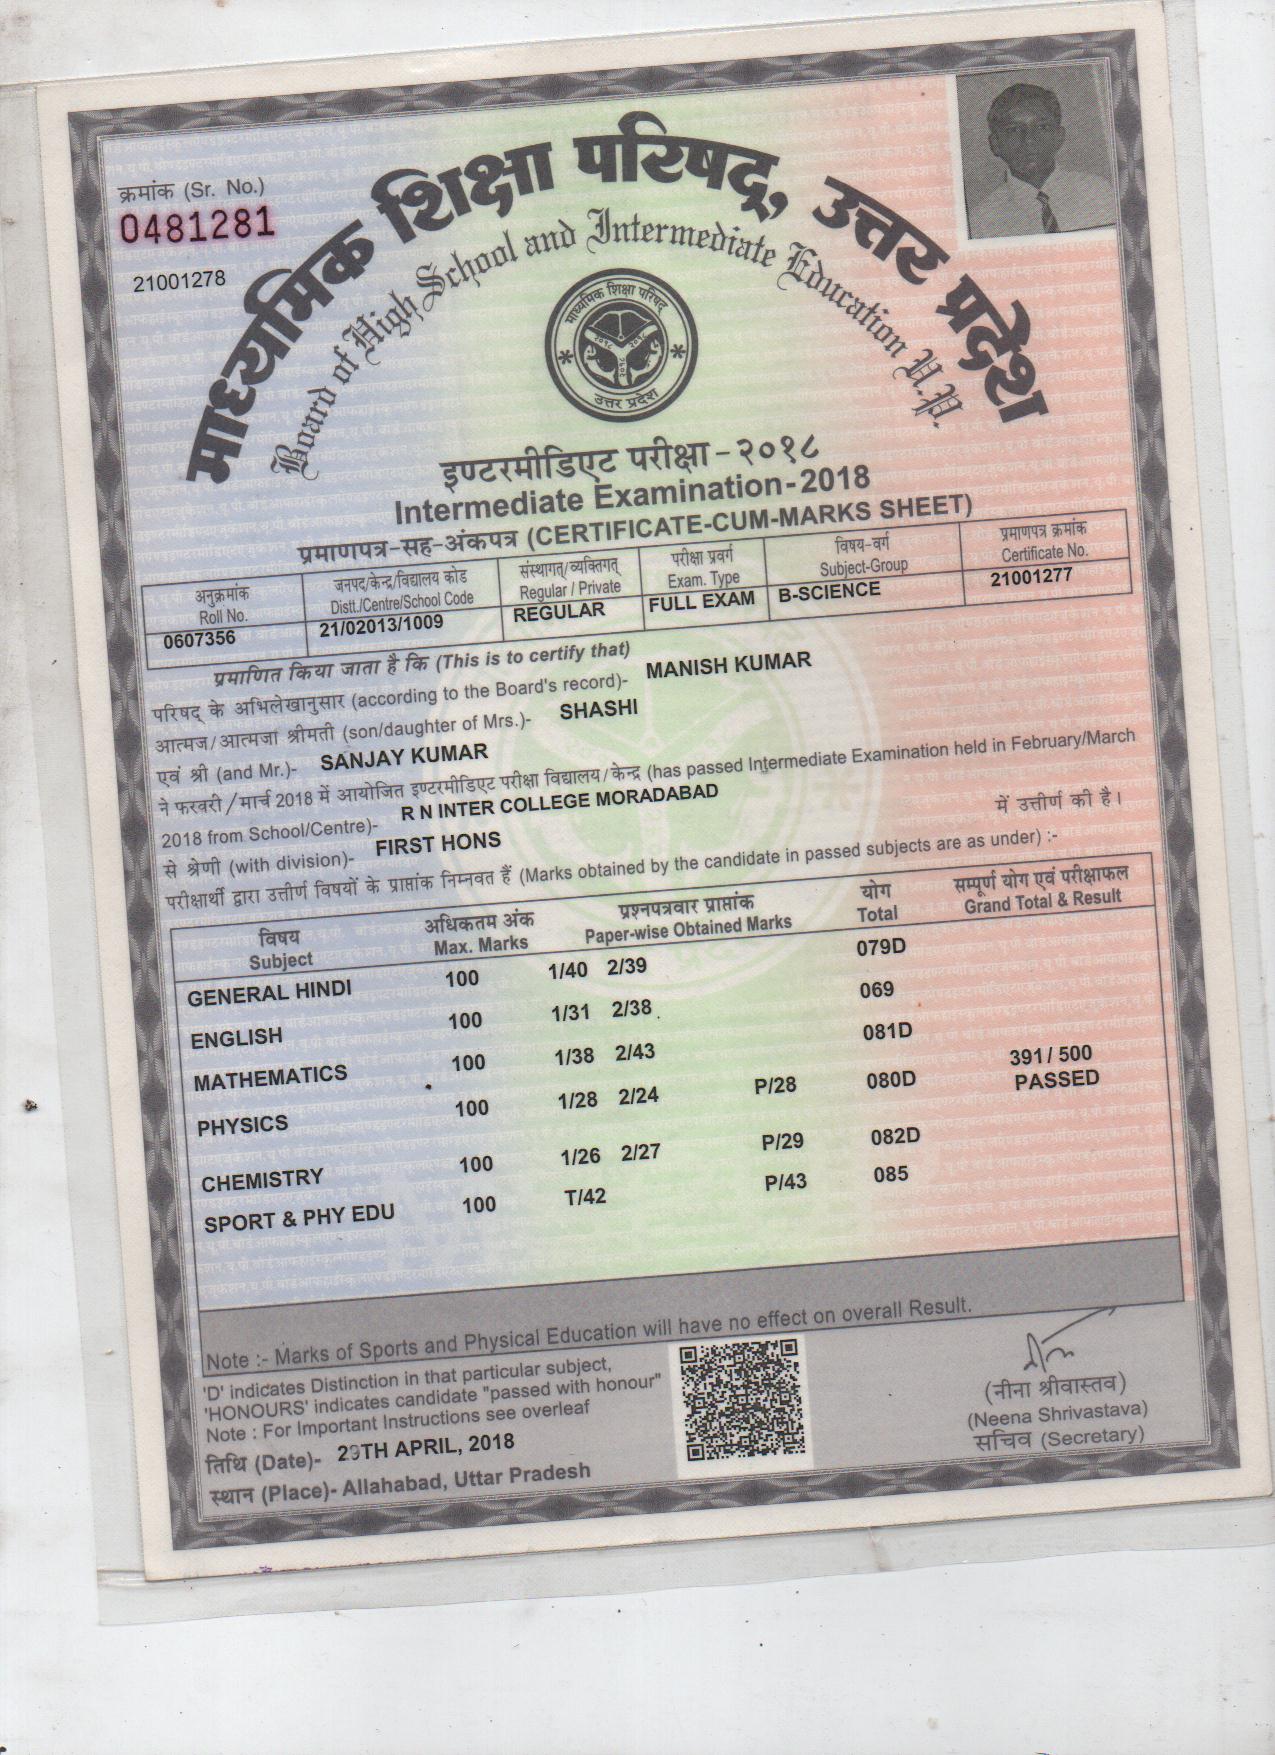 क्रमांक (Sr. No.)
0481281
21001278
माध्यमिक शिक्षा परिषद्, उत्तर प्रदेश
Board of High School and Intermediate Education U.P.
माध्यमिक शिक्षा परिषद्
उत्तर प्रदेश
इण्टरमीडिएट परीक्षा-२०१८
Intermediate Examination-2018
प्रमाणपत्र-सह-अंकपत्र (CERTIFICATE-CUM-MARKS SHEET)
अनुक्रमांक जनपद/केन्द्र/विद्यालय कोड संस्थागत्/व्यक्तिगत् परीक्षा प्रवर्ग विषय-वर्ग प्रमाणपत्र क्रमांक
Roll No. Distt./Centre/School Code Regular / Private Exam. Type Subject-Group Certificate No.
0607356 21/02013/1009 REGULAR FULL EXAM B-SCIENCE 21001277
प्रमाणित किया जाता है कि (This is to certify that)
परिषद् के अभिलेखानुसार (according to the Board's record)- MANISH KUMAR
आत्मज/आत्मजा श्रीमती (son/daughter of Mrs.)- SHASHI
एवं श्री (and Mr.)- SANJAY KUMAR
ने फरवरी/मार्च 2018 में आयोजित इण्टरमीडिएट परीक्षा विद्यालय/केन्द्र (has passed Intermediate Examination held in February/March
2018 from School/Centre)- R N INTER COLLEGE MORADABAD
से श्रेणी (with division)- FIRST HONS में उत्तीर्ण की है।
परीक्षार्थी द्वारा उत्तीर्ण विषयों के प्राप्तांक निम्नवत हैं (Marks obtained by the candidate in passed subjects are as under) :-
विषय अधिकतम अंक प्रश्नपत्रवार प्राप्तांक योग सम्पूर्ण योग एवं परीक्षाफल
Subject Max. Marks Paper-wise Obtained Marks Total Grand Total & Result
GENERAL HINDI 100 1/40 2/39 079D
ENGLISH 100 1/31 2/38 069
MATHEMATICS 100 1/38 2/43 081D
PHYSICS 100 1/28 2/24 P/28 080D 391/ 500
PASSED
CHEMISTRY 100 1/26 2/27 P/29 082D
SPORT & PHY EDU 100 T/42 P/43 085
Note :- Marks of Sports and Physical Education will have no effect on overall Result.
'D' indicates Distinction in that particular subject,
'HONOURS' indicates candidate "passed with honour"
Note : For Important Instructions see overleaf
तिथि (Date)- 29TH APRIL, 2018
स्थान (Place)- Allahabad, Uttar Pradesh
(नीना श्रीवास्तव)
(Neena Shrivastava)
सचिव (Secretary)